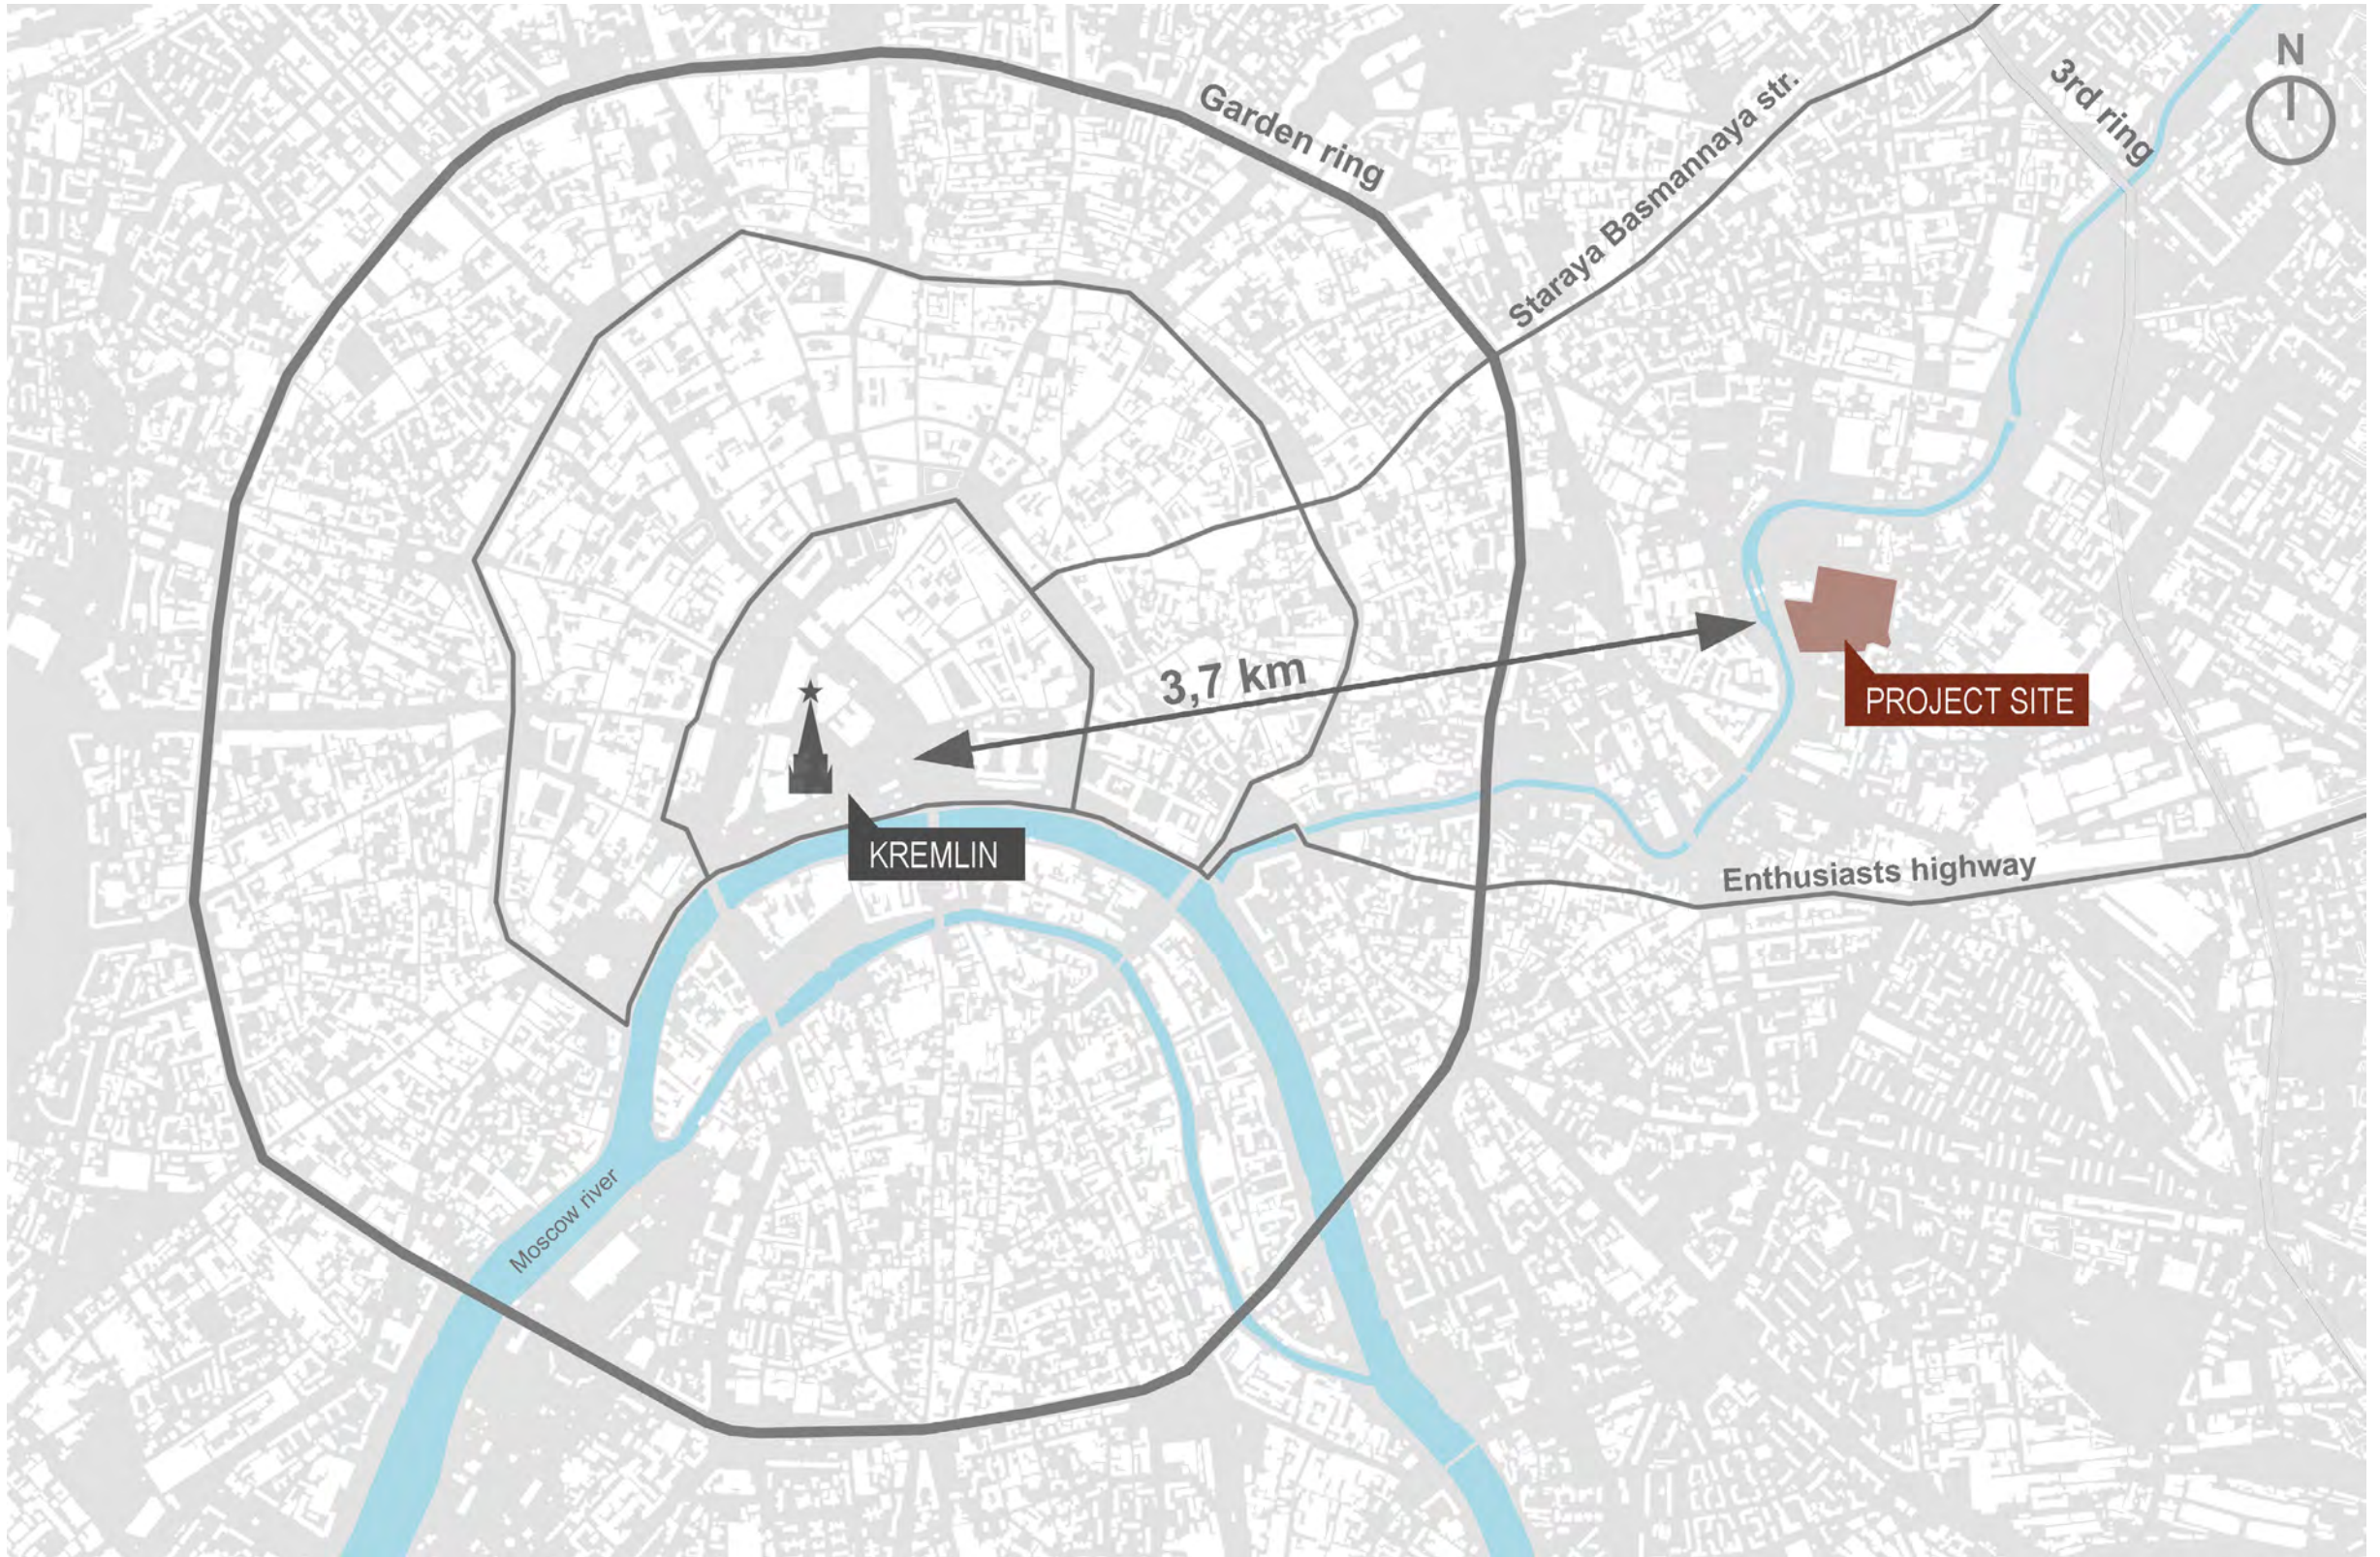 N
3rd ring
Garden ring
Staraya Basmannaya str.
3,7 km
PROJECT SITE
KREMLIN
Enthusiasts highway
Moscow river